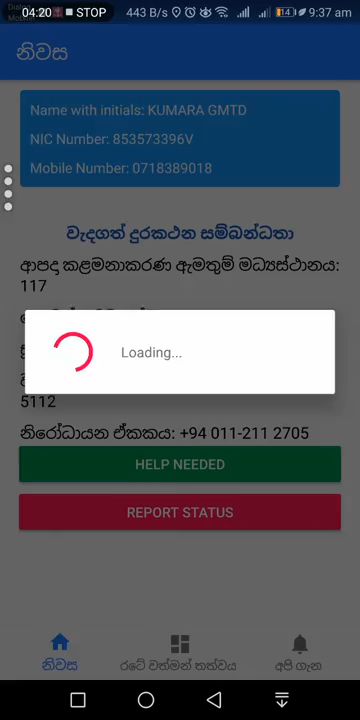 04:20 STOP 443 B/s 14 9:37 am
නිවස
Name with initials: KUMARA GMTD
NIC Number: 853573396V
Mobile Number: 0718389018
වැදගත් දුරකථන සම්බන්ධතා
ආපදා කළමනාකරණ ඇමතුම් මධ්‍යස්ථානය:
117
Loading...
5112
නිරෝධායන ඒකකය: +94 011-211 2705
HELP NEEDED
REPORT STATUS
නිවස රටේ වත්මන් තත්වය අපි ගැන